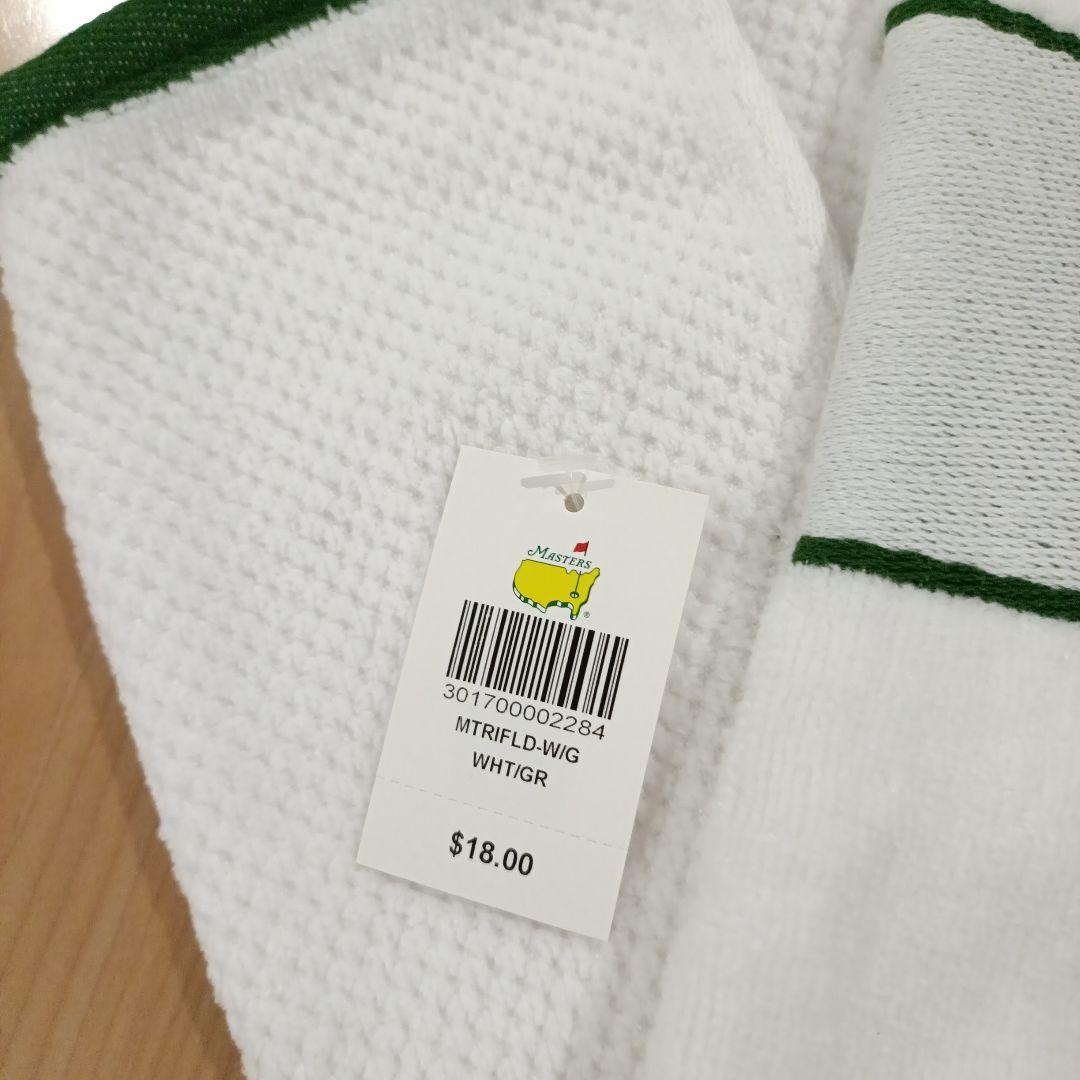 MASTERS
®
301700002284
MTRIFLD-W/G
WHT/GR
$18.00